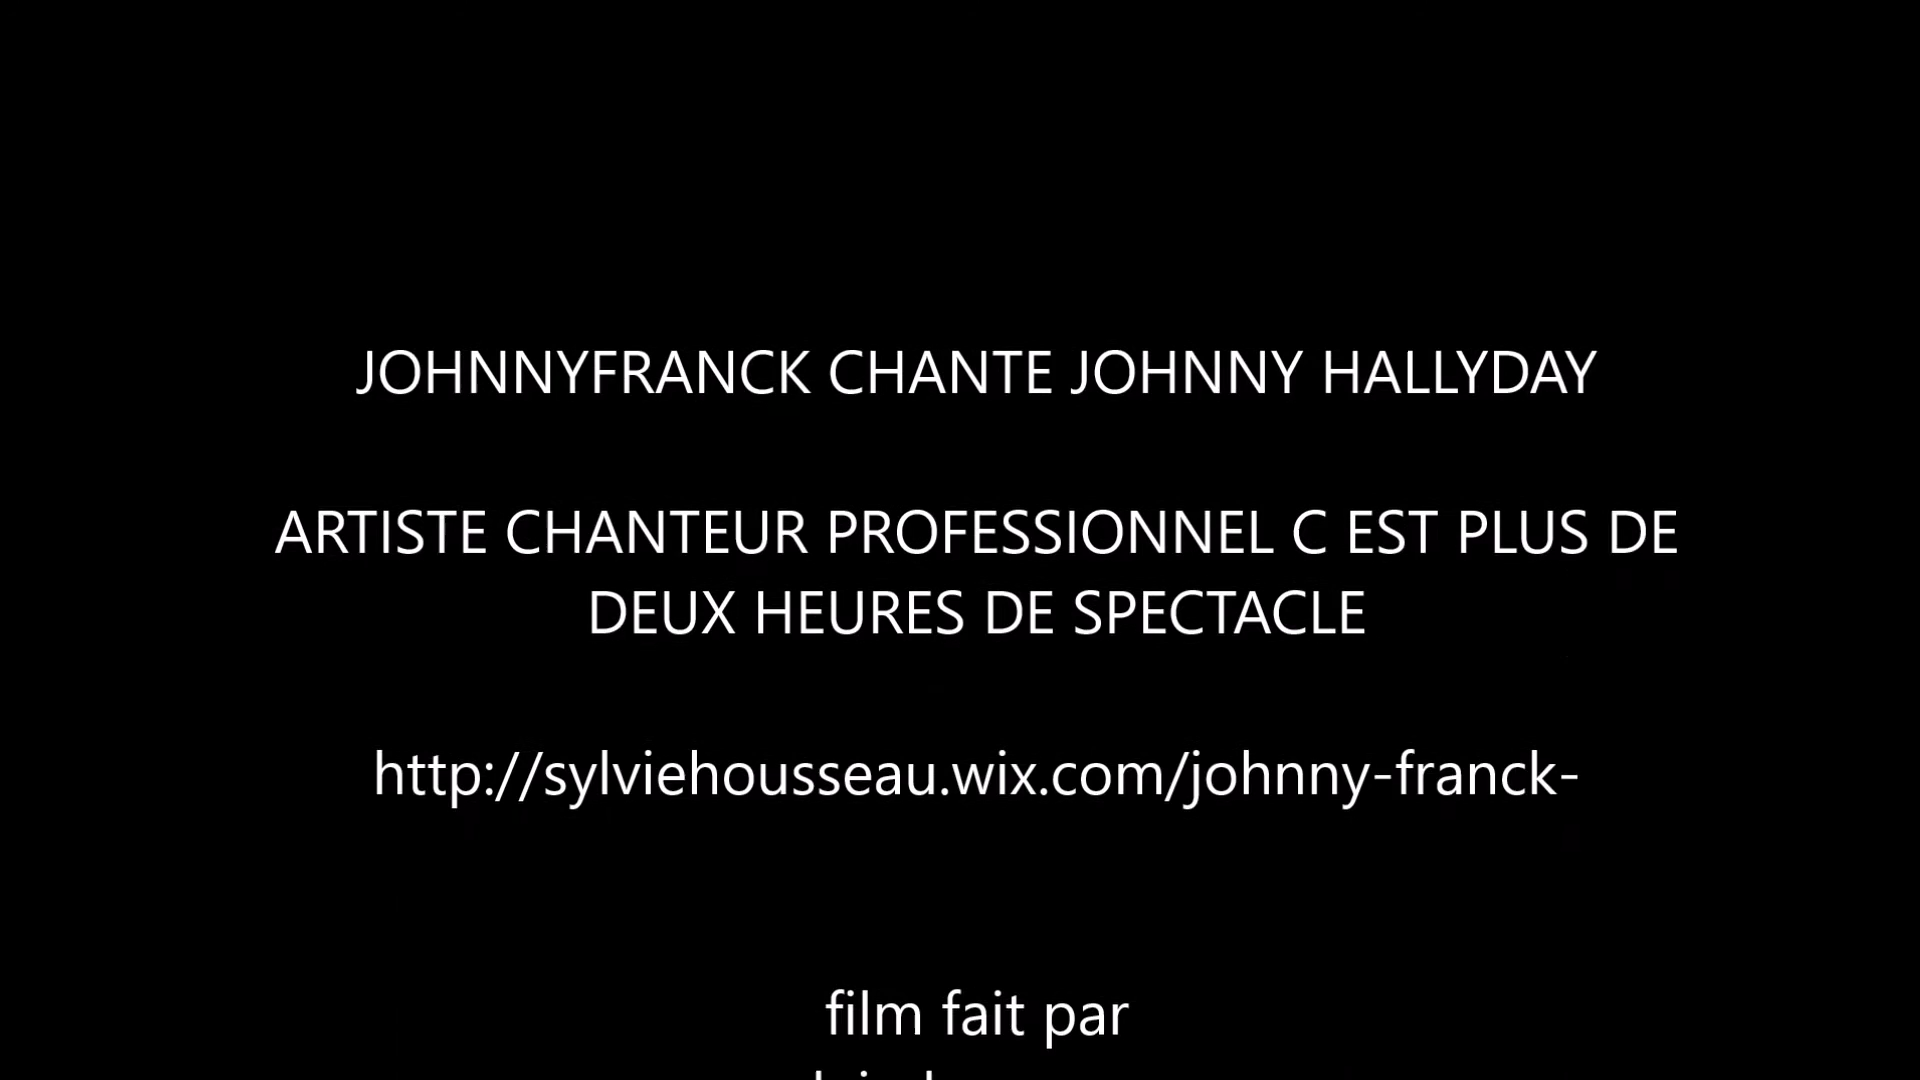 JOHNNYFRANCK CHANTE JOHNNY HALLYDAY
ARTISTE CHANTEUR PROFESSIONNEL C EST PLUS DE
DEUX HEURES DE SPECTACLE
http://sylviehousseau.wix.com/johnny-franck-
film fait par